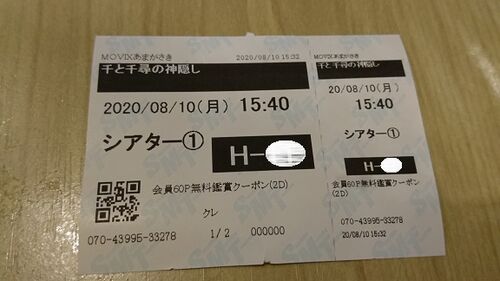 MOVIXあまがさき 2020/08/10 15:32
千と千尋の神隠し
2020/08/10(月) 15:40
シアター①
H-
会員60P無料鑑賞クーポン(2D)
クレ
070-43995-33278 1/2 000000
MOVIXあまがさき
千と千尋の神隠し
20/08/10(月)
15:40
シアター①
H-
会員60P無料鑑賞クーポン
(2D)
070-43995-33278
20/08/10 15:32